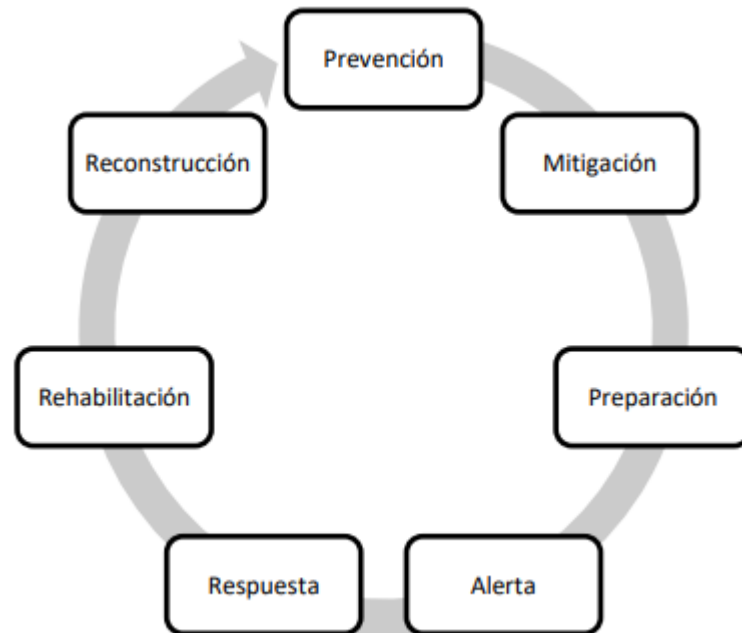 Prevención
Mitigación
Preparación
Alerta
Respuesta
Rehabilitación
Reconstrucción